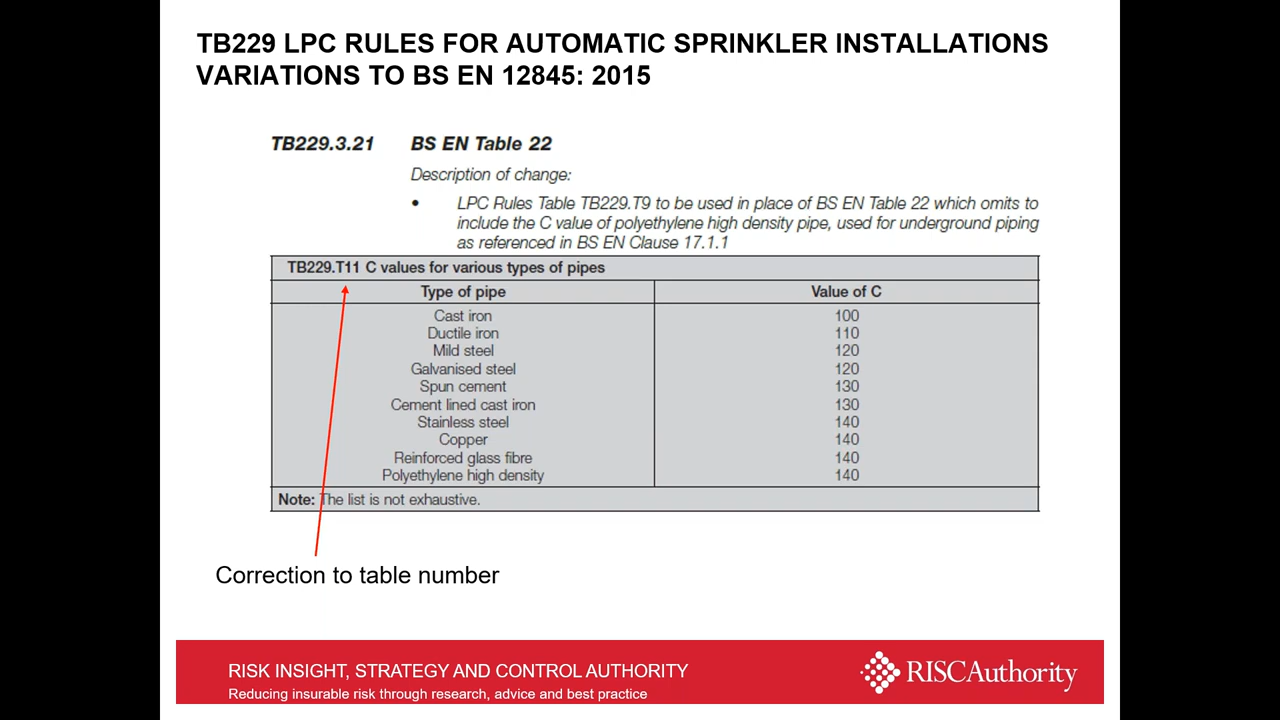 TB229 LPC RULES FOR AUTOMATIC SPRINKLER INSTALLATIONS
VARIATIONS TO BS EN 12845: 2015
TB229.3.21 BS EN Table 22
Description of change:
• LPC Rules Table TB229.T9 to be used in place of BS EN Table 22 which omits to
include the C value of polyethylene high density pipe, used for underground piping
as referenced in BS EN Clause 17.1.1
TB229.T11 C values for various types of pipes
Type of pipe Value of C
Cast iron 100
Ductile iron 110
Mild steel 120
Galvanised steel 120
Spun cement 130
Cement lined cast iron 130
Stainless steel 140
Copper 140
Reinforced glass fibre 140
Polyethylene high density 140
Note: The list is not exhaustive.
Correction to table number
RISK INSIGHT, STRATEGY AND CONTROL AUTHORITY
Reducing insurable risk through research, advice and best practice
RISCAuthority